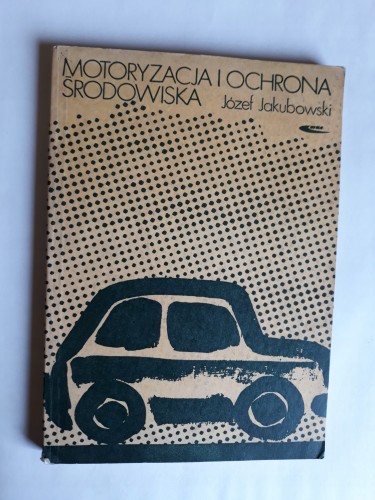 MOTORYZACJA I OCHRONA
ŚRODOWISKA Józef Jakubowski